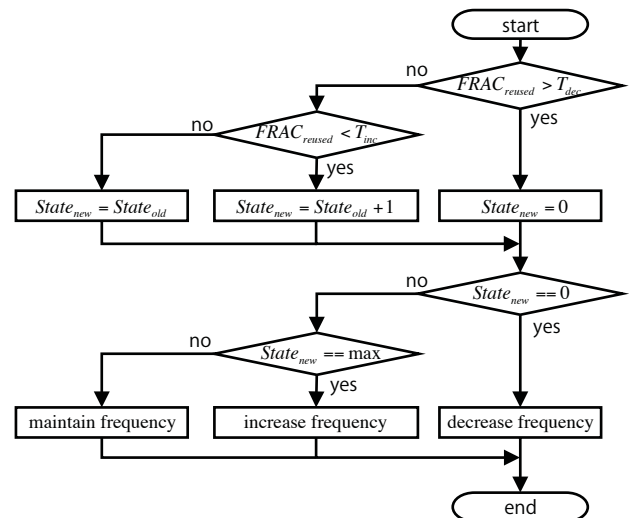 start
no
FRAC_reused > T_dec
no
FRAC_reused < T_inc
yes
yes
State_new = State_old
State_new = State_old + 1
State_new = 0
no
State_new == 0
no
State_new == max
yes
yes
maintain frequency
increase frequency
decrease frequency
end